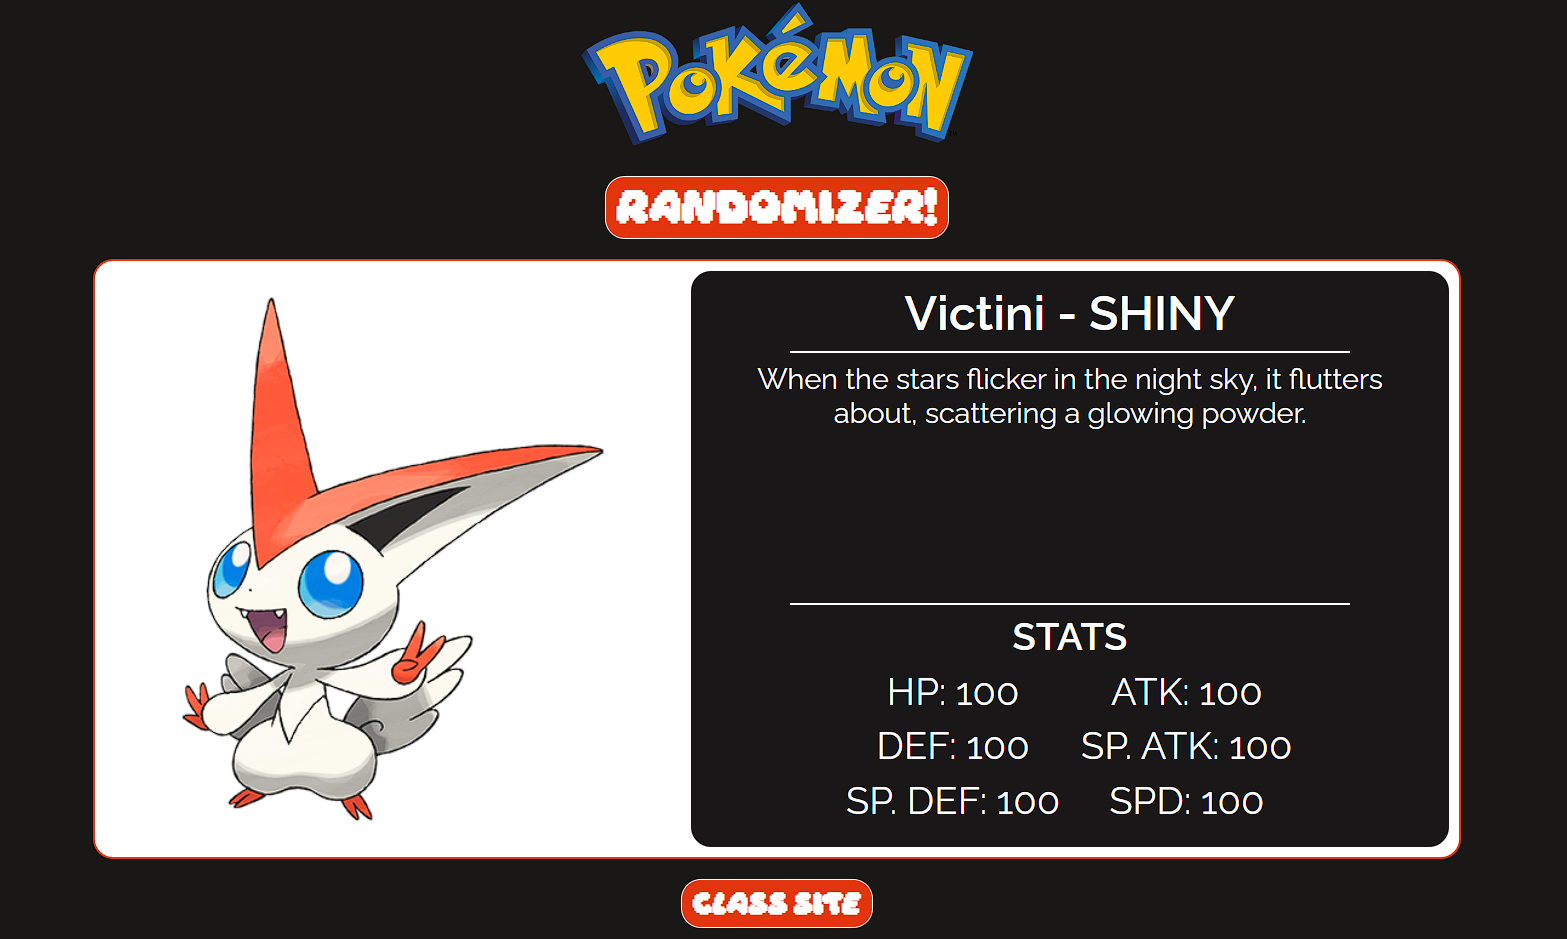 POKéMON
RANDOMIZER!
Victini - SHINY
When the stars flicker in the night sky, it flutters
about, scattering a glowing powder.
STATS
HP: 100 ATK: 100
DEF: 100 SP. ATK: 100
SP. DEF: 100 SPD: 100
CLASS SITE